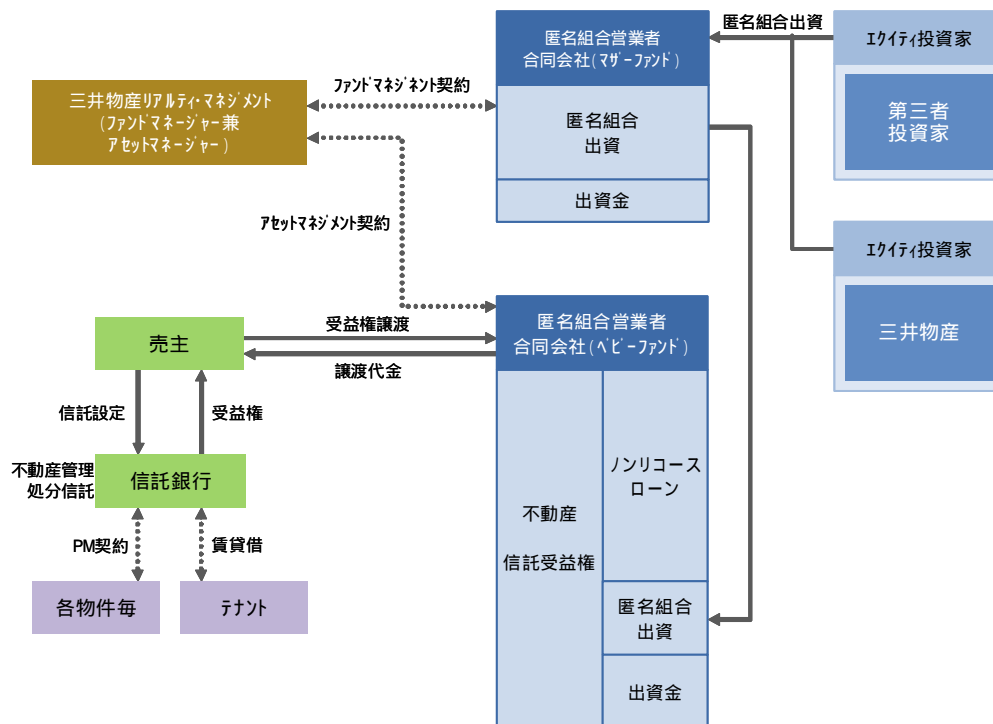 匿名組合出資
匿名組合営業者
合同会社(ﾏｻﾞｰﾌｧﾝﾄﾞ)
ｴｸｲﾃｨ投資家
ﾌｧﾝﾄﾞﾏﾈｼﾞﾈﾝﾄ契約
三井物産ﾘｱﾙﾃｨ･ﾏﾈｼﾞﾒﾝﾄ
(ﾌｧﾝﾄﾞﾏﾈｰｼﾞｬｰ兼
ｱｾｯﾄﾏﾈｰｼﾞｬｰ)
匿名組合
出資
第三者
投資家
出資金
ｱｾｯﾄﾏﾈｼﾞﾒﾝﾄ契約
ｴｸｲﾃｨ投資家
三井物産
匿名組合営業者
合同会社(ﾍﾞﾋﾞｰﾌｧﾝﾄﾞ)
受益権譲渡
売主
譲渡代金
信託設定
受益権
不動産管理
処分信託
信託銀行
ノンリコース
ローン
不動産
信託受益権
PM契約
賃貸借
各物件毎
ﾃﾅﾝﾄ
匿名組合
出資
出資金